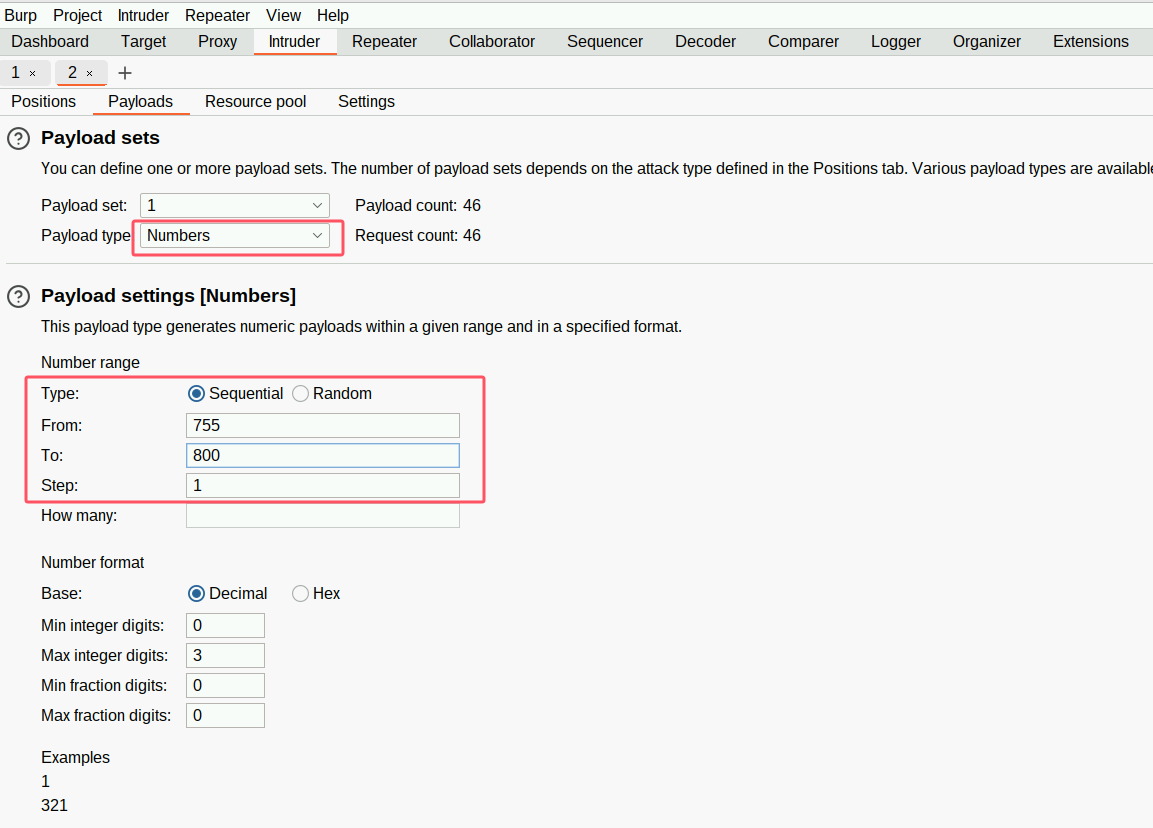 Burp Project Intruder Repeater View Help
Dashboard Target Proxy Intruder Repeater Collaborator Sequencer Decoder Comparer Logger Organizer Extensions
1 × 2 × +
Positions Payloads Resource pool Settings
? Payload sets
You can define one or more payload sets. The number of payload sets depends on the attack type defined in the Positions tab. Various payload types are available
Payload set: 1 Payload count: 46
Payload type Numbers Request count: 46
? Payload settings [Numbers]
This payload type generates numeric payloads within a given range and in a specified format.
Number range
Type: Sequential Random
From: 755
To: 800
Step: 1
How many:
Number format
Base: Decimal Hex
Min integer digits: 0
Max integer digits: 3
Min fraction digits: 0
Max fraction digits: 0
Examples
1
321